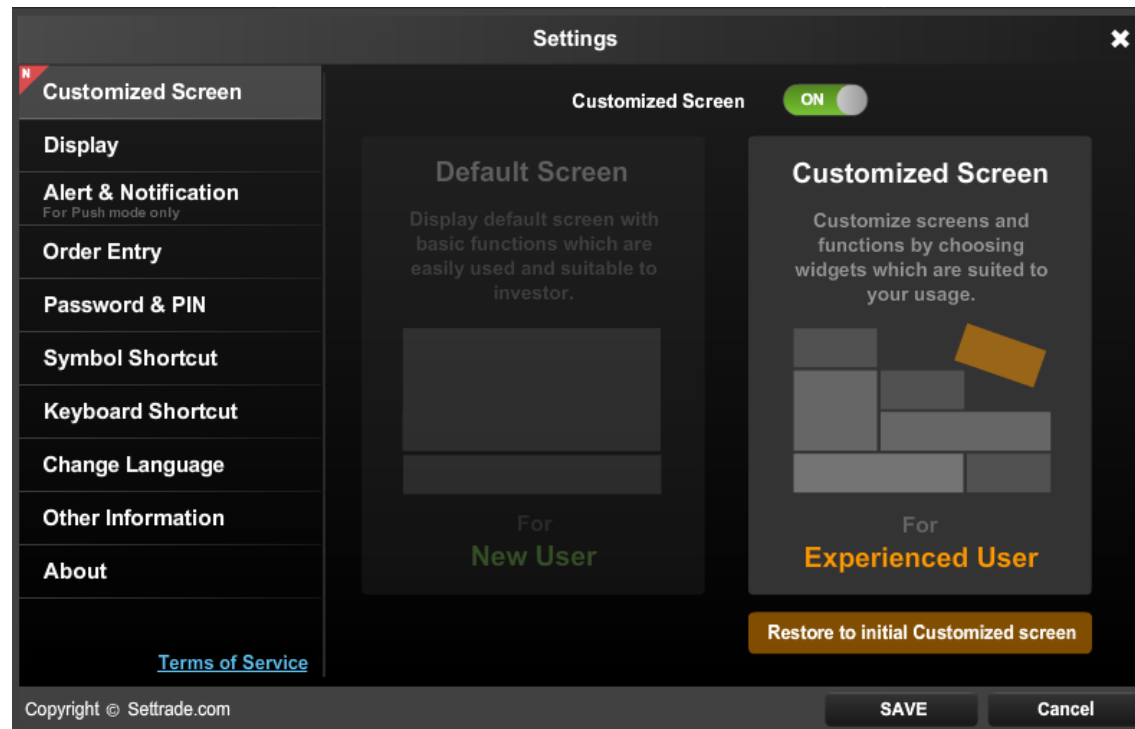 Settings
N
Customized Screen
Display
Alert & Notification
For Push mode only
Order Entry
Password & PIN
Symbol Shortcut
Keyboard Shortcut
Change Language
Other Information
About
Terms of Service
Customized Screen ON
Default Screen
Display default screen with
basic functions which are
easily used and suitable to
investor.
For
New User
Customized Screen
Customize screens and
functions by choosing
widgets which are suited to
your usage.
For
Experienced User
Restore to initial Customized screen
Copyright © Settrade.com
SAVE
Cancel